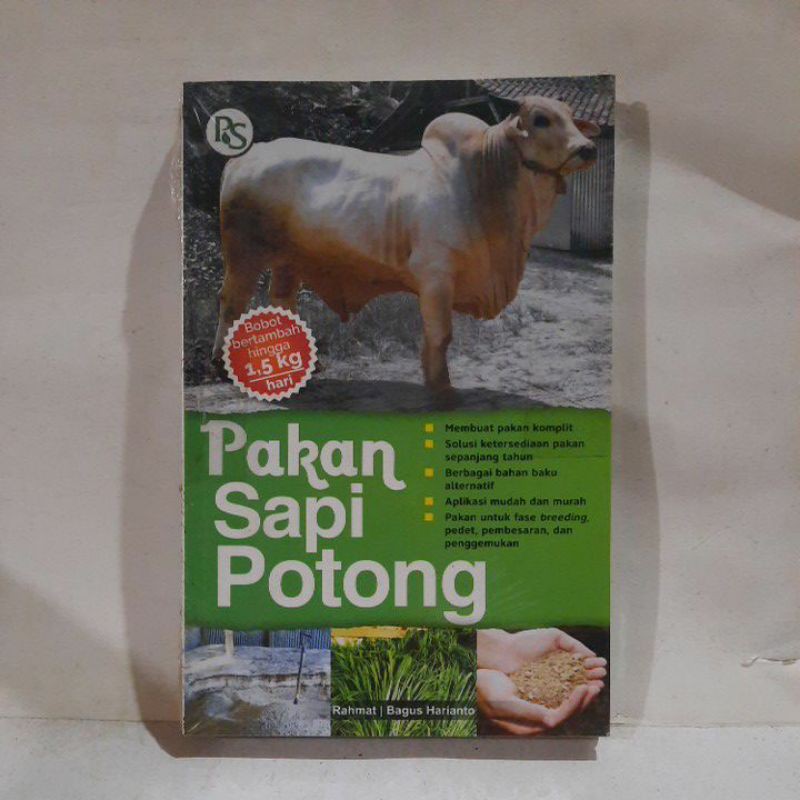 PS
Bobot
bertambah
hingga
1,5 kg
hari
Pakan
Sapi
Potong
Membuat pakan komplit
Solusi ketersediaan pakan
sepanjang tahun
Berbagai bahan baku
alternatif
Aplikasi mudah dan murah
Pakan untuk fase breeding,
pedet, pembesaran, dan
penggemukan
Rahmat | Bagus Harianto